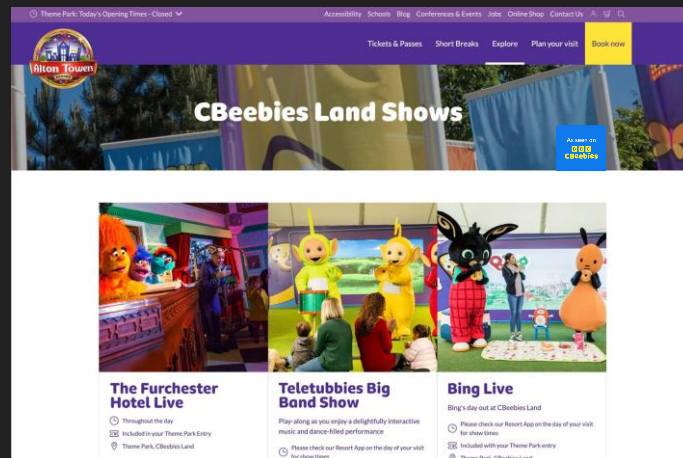 Theme Park: Today's Opening Times - Closed
Accessibility Schools Blog Conferences & Events Jobs Online Shop Contact Us
Alton Towers
Tickets & Passes Short Breaks Explore Plan your visit Book now
CBeebies Land Shows
As seen on
BBC
CBeebies
The Furchester
Hotel Live
Throughout the day
Included in your Theme Park Entry
Theme Park, CBeebies Land
Teletubbies Big
Band Show
Play-along as you enjoy a delightfully interactive
music and dance-filled performance
Please check our Resort App on the day of your visit
for show times
Bing Live
Bing's day out at CBeebies Land
Please check our Resort App on the day of your visit
for show times
Included with your Theme Park entry
Theme Park, CBeebies Land